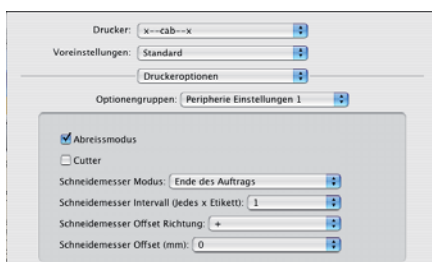 Drucker: x--cab--x
Voreinstellungen: Standard
Druckeroptionen
Optionengruppen: Peripherie Einstellungen 1
Abreissmodus
Cutter
Schneidemesser Modus: Ende des Auftrags
Schneidemesser Intervall (Jedes x Etikett): 1
Schneidemesser Offset Richtung: +
Schneidemesser Offset (mm): 0